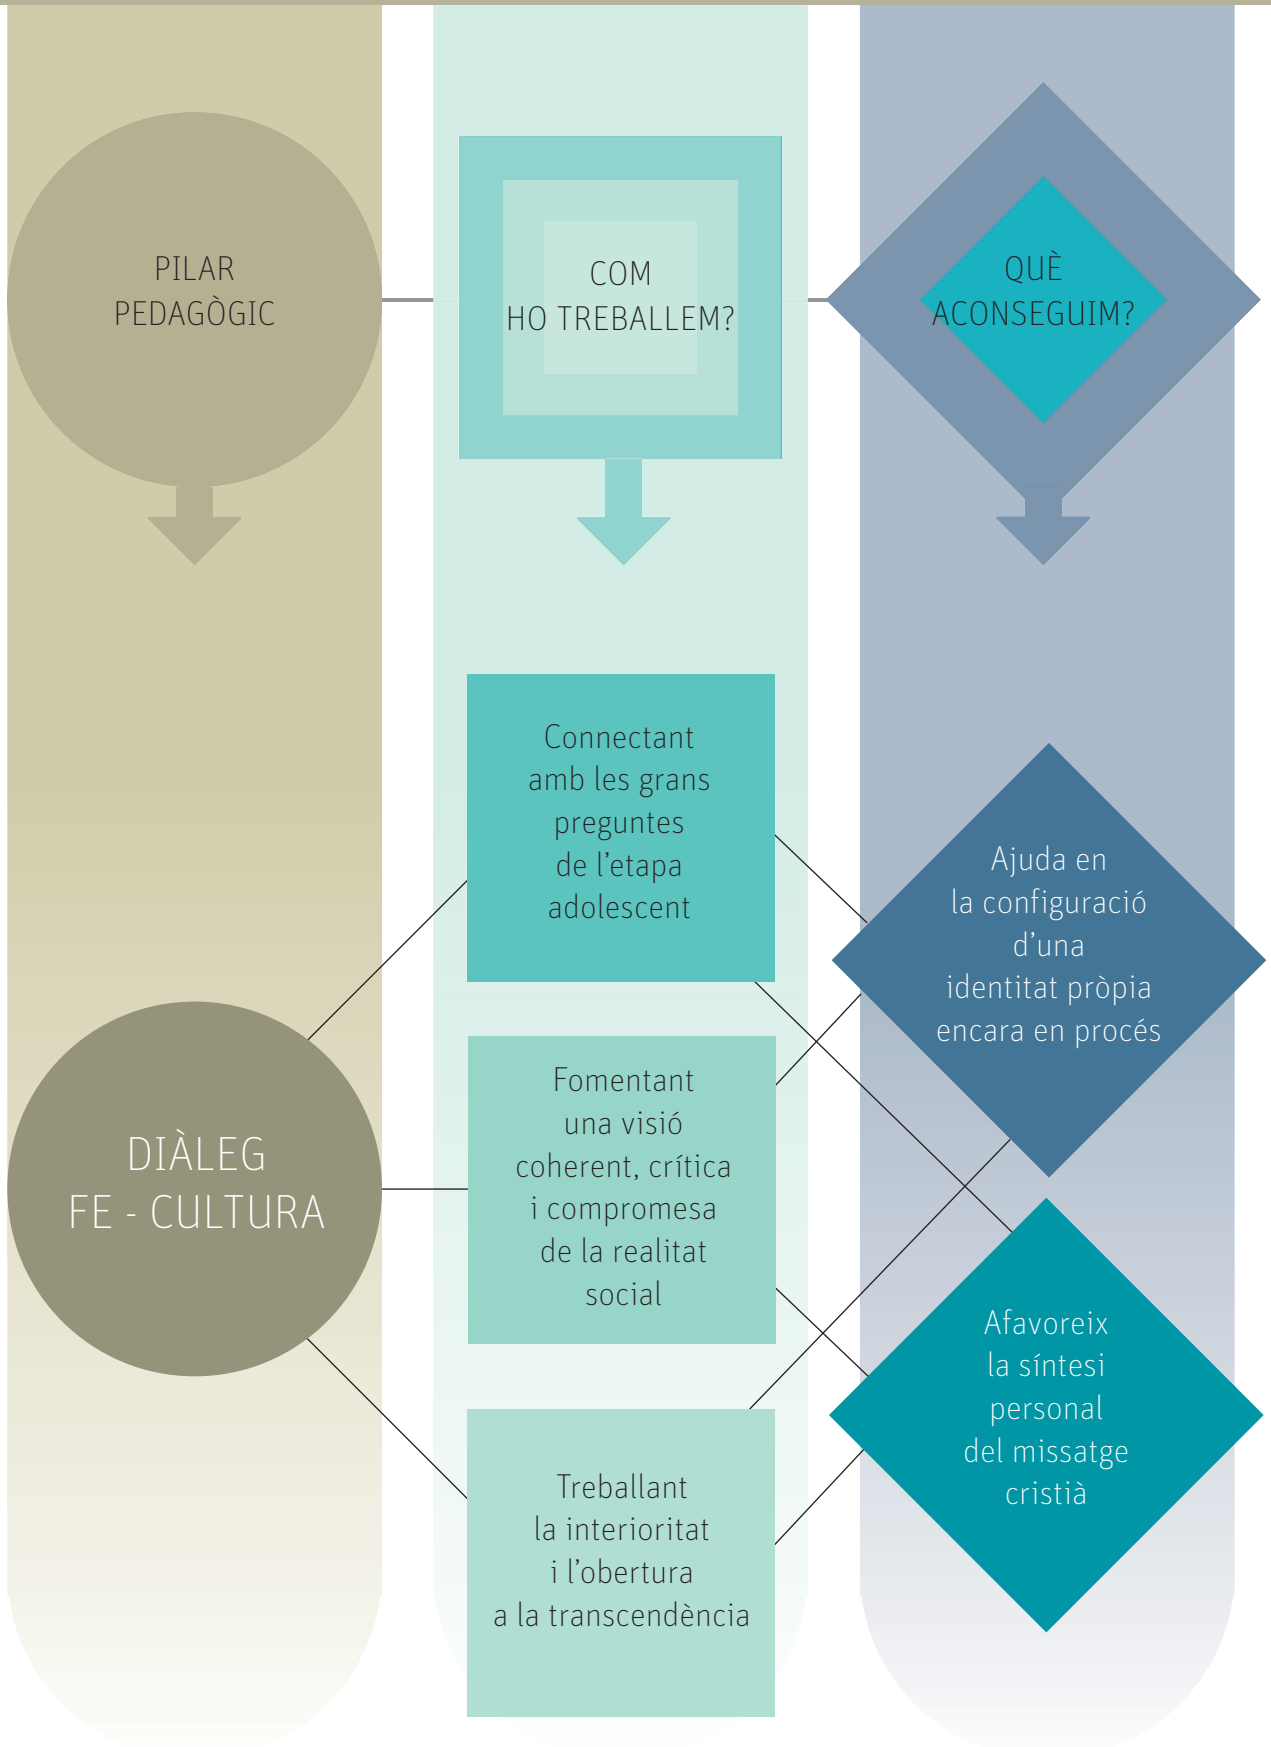 PILAR
PEDAGÒGIC
COM
HO TREBALLEM?
QUÈ
ACONSEGUIM?
Connectant
amb les grans
preguntes
de l’etapa
adolescent
Ajuda en
la configuració
d’una
identitat pròpia
encara en procés
DIÀLEG
FE - CULTURA
Fomentant
una visió
coherent, crítica
i compromesa
de la realitat
social
Afavoreix
la síntesi
personal
del missatge
cristià
Treballant
la interioritat
i l’obertura
a la transcendència